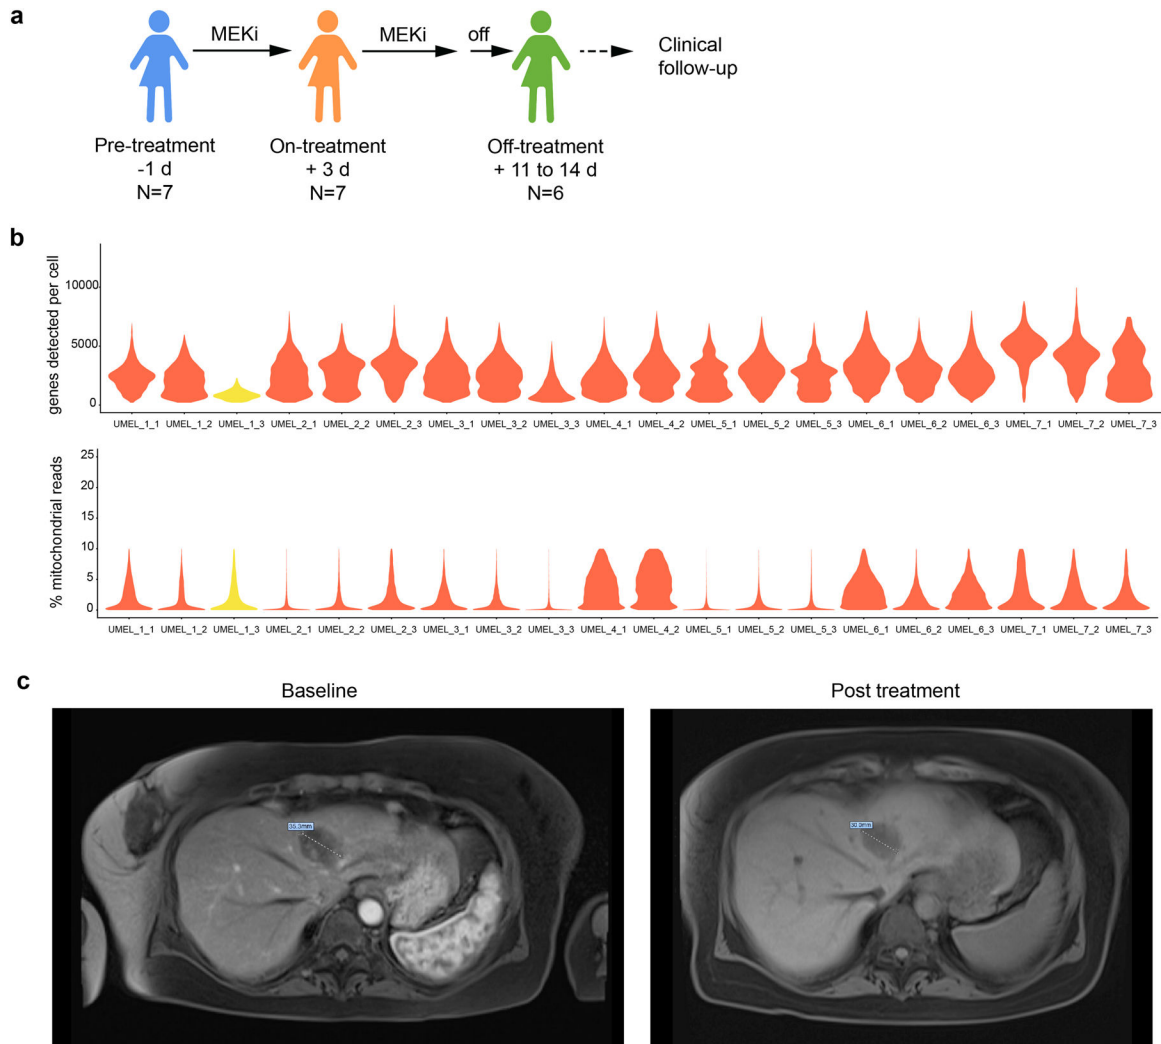 a
MEKi
MEKi
off
Clinical
follow-up
Pre-treatment
-1 d
N=7
On-treatment
+ 3 d
N=7
Off-treatment
+ 11 to 14 d
N=6
b
genes detected per cell
10000
5000
0
UMEL_1_1 UMEL_1_2 UMEL_1_3 UMEL_2_1 UMEL_2_2 UMEL_2_3 UMEL_3_1 UMEL_3_2 UMEL_3_3 UMEL_4_1 UMEL_4_2 UMEL_5_1 UMEL_5_2 UMEL_5_3 UMEL_6_1 UMEL_6_2 UMEL_6_3 UMEL_7_1 UMEL_7_2 UMEL_7_3
% mitochondrial reads
25
20
15
10
5
0
UMEL_1_1 UMEL_1_2 UMEL_1_3 UMEL_2_1 UMEL_2_2 UMEL_2_3 UMEL_3_1 UMEL_3_2 UMEL_3_3 UMEL_4_1 UMEL_4_2 UMEL_5_1 UMEL_5_2 UMEL_5_3 UMEL_6_1 UMEL_6_2 UMEL_6_3 UMEL_7_1 UMEL_7_2 UMEL_7_3
c
Baseline
Post treatment